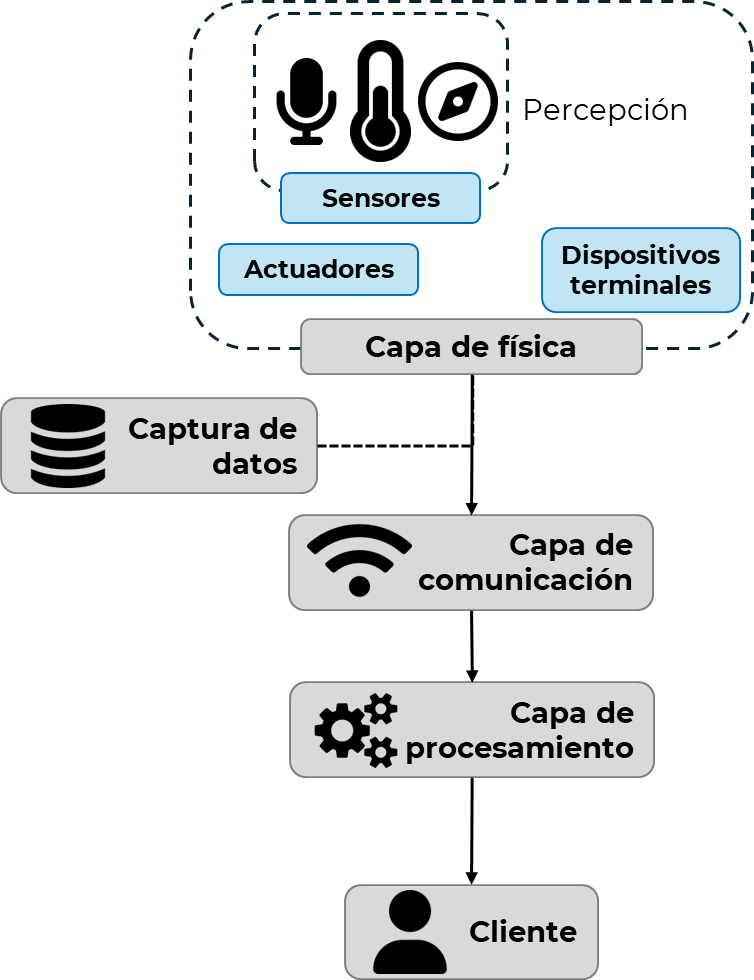 Percepción
Sensores
Actuadores
Dispositivos
terminales
Capa de física
Captura de
datos
Capa de
comunicación
Capa de
procesamiento
Cliente